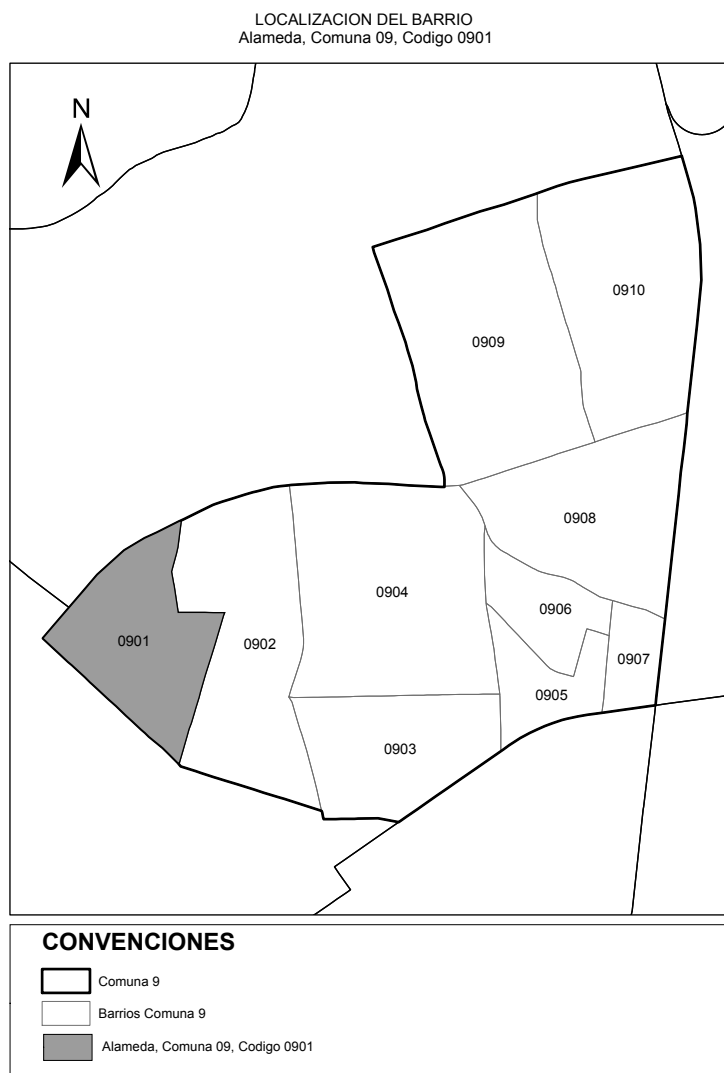 LOCALIZACION DEL BARRIO
Alameda, Comuna 09, Codigo 0901
N
0910
0909
0908
0904
0906
0901
0902
0907
0905
0903
CONVENCIONES
Comuna 9
Barrios Comuna 9
Alameda, Comuna 09, Codigo 0901